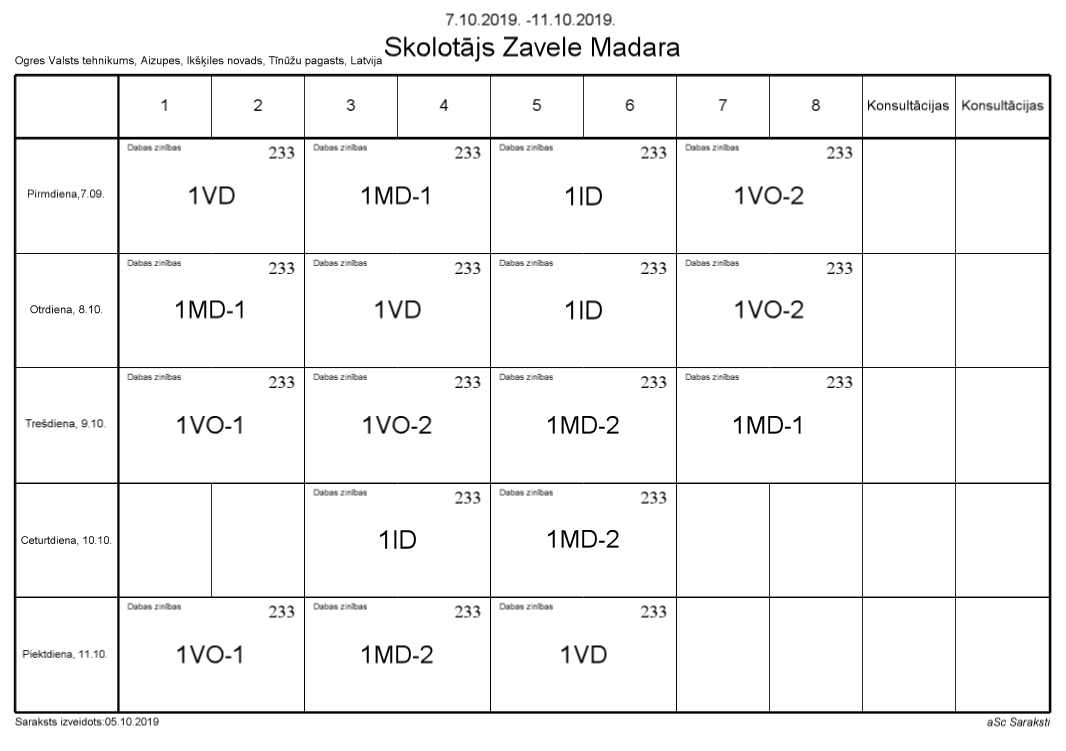 7.10.2019. -11.10.2019.
Skolotājs Zavele Madara
Ogres Valsts tehnikums, Aizupes, Ikšķiles novads, Tīnūžu pagasts, Latvija
1 2 3 4 5 6 7 8 Konsultācijas Konsultācijas
Dabas zinības 233 Dabas zinības 233 Dabas zinības 233 Dabas zinības 233
Pirmdiena,7.09. 1VD 1MD-1 1ID 1VO-2
Dabas zinības 233 Dabas zinības 233 Dabas zinības 233 Dabas zinības 233
Otrdiena, 8.10. 1MD-1 1VD 1ID 1VO-2
Dabas zinības 233 Dabas zinības 233 Dabas zinības 233 Dabas zinības 233
Trešdiena, 9.10. 1VO-1 1VO-2 1MD-2 1MD-1
Dabas zinības 233 Dabas zinības 233
Ceturtdiena, 10.10. 1ID 1MD-2
Dabas zinības 233 Dabas zinības 233 Dabas zinības 233
Piektdiena, 11.10. 1VO-1 1MD-2 1VD
Saraksts izveidots:05.10.2019 aSc Saraksti